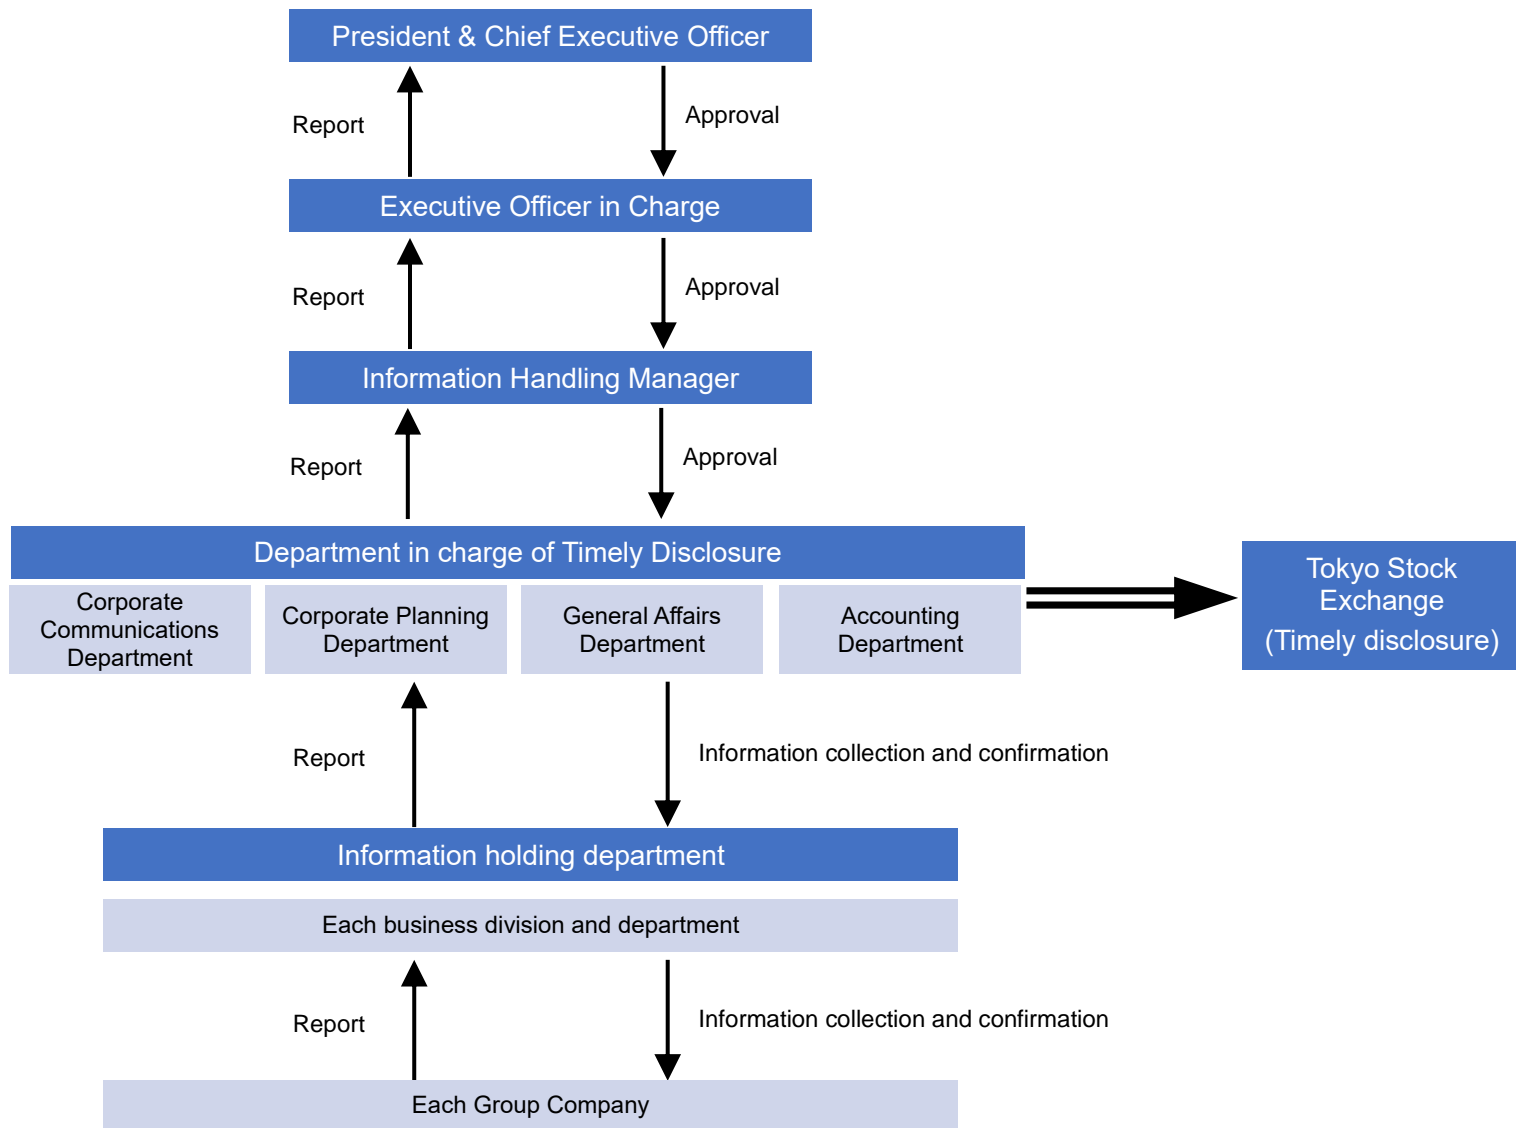 President & Chief Executive Officer
Report
Approval
Executive Officer in Charge
Report
Approval
Information Handling Manager
Report
Approval
Department in charge of Timely Disclosure
Corporate
Communications
Department
Corporate Planning
Department
General Affairs
Department
Accounting
Department
Tokyo Stock
Exchange
(Timely disclosure)
Report
Information collection and confirmation
Information holding department
Each business division and department
Report
Information collection and confirmation
Each Group Company